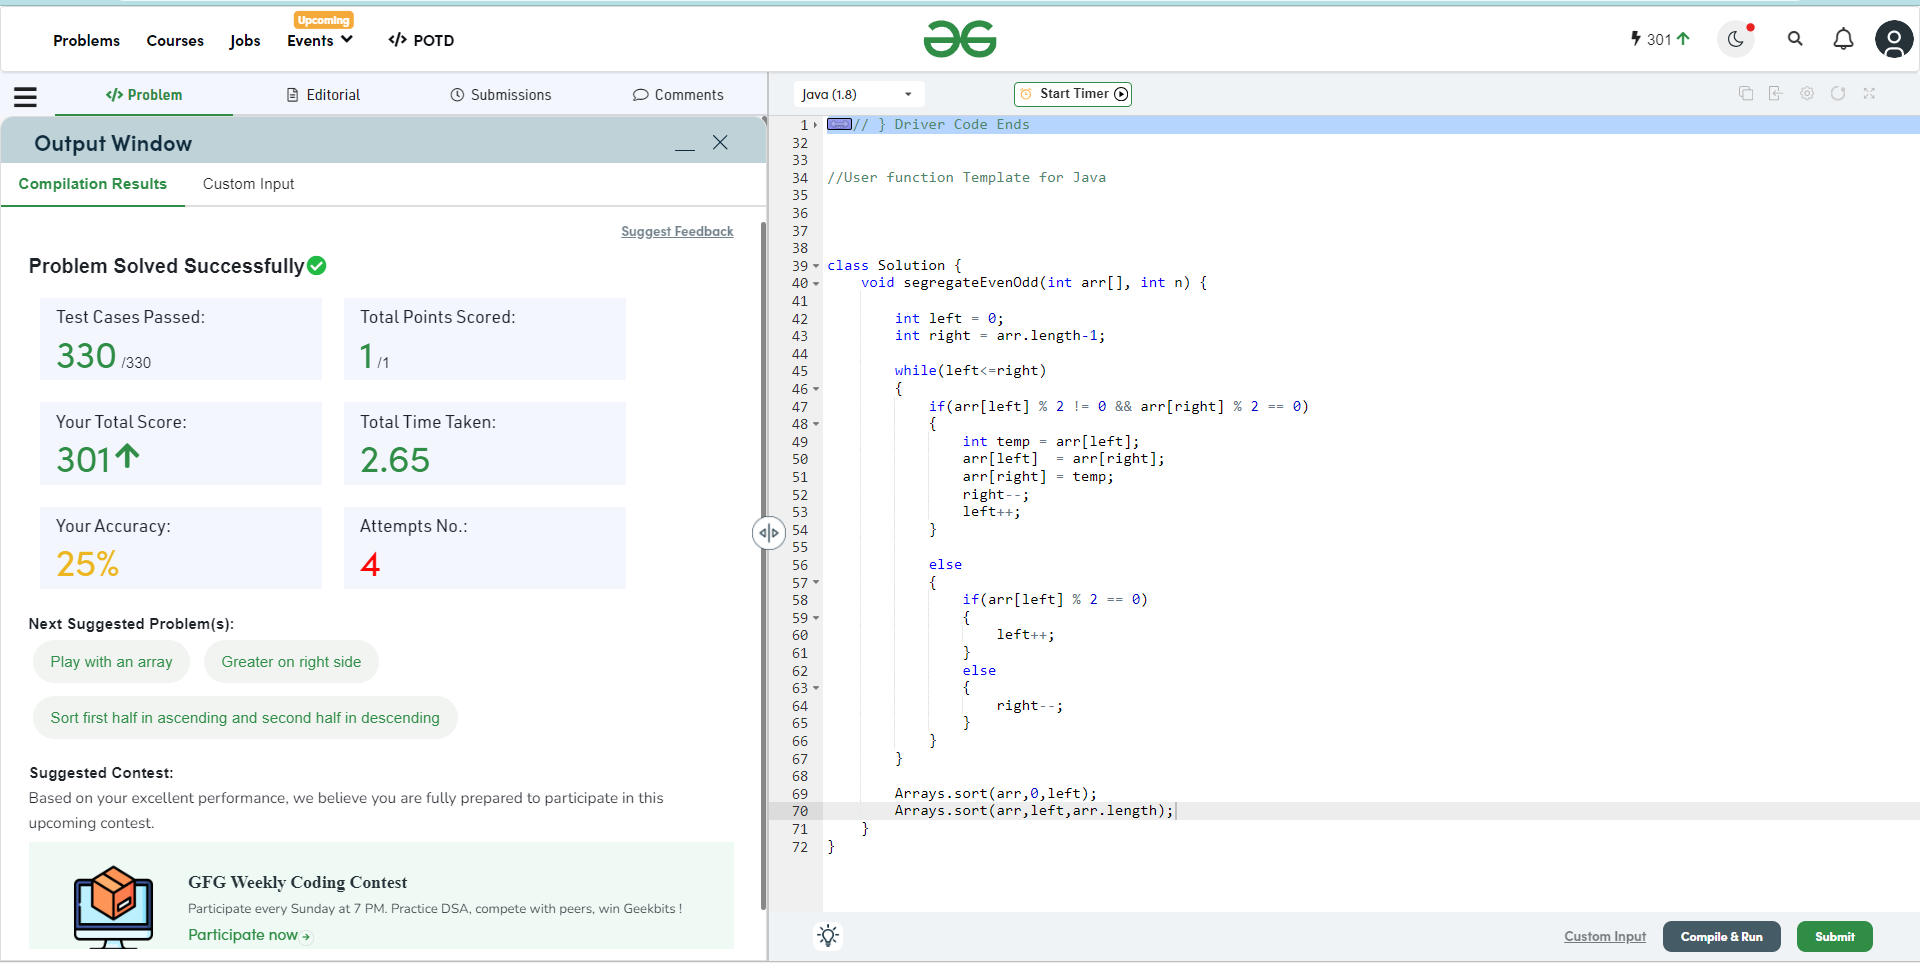 Problems Courses Jobs Upcoming Events </> POTD
301
</> Problem Editorial Submissions Comments
Output Window
Compilation Results Custom Input
Suggest Feedback
Problem Solved Successfully
Test Cases Passed: Total Points Scored:
330 /330 1 /1
Your Total Score: Total Time Taken:
301 2.65
Your Accuracy: Attempts No.:
25% 4
Next Suggested Problem(s):
Play with an array Greater on right side
Sort first half in ascending and second half in descending
Suggested Contest:
Based on your excellent performance, we believe you are fully prepared to participate in this
upcoming contest.
GFG Weekly Coding Contest
Participate every Sunday at 7 PM. Practice DSA, compete with peers, win Geekbits !
Participate now
Java (1.8) Start Timer
1 // } Driver Code Ends
32
33
34 //User function Template for Java
35
36
37
38
39 class Solution {
40     void segregateEvenOdd(int arr[], int n) {
41
42         int left = 0;
43         int right = arr.length-1;
44
45         while(left<=right)
46         {
47             if(arr[left] % 2 != 0 && arr[right] % 2 == 0)
48             {
49                 int temp = arr[left];
50                 arr[left]  = arr[right];
51                 arr[right] = temp;
52                 right--;
53                 left++;
54             }
55
56             else
57             {
58                 if(arr[left] % 2 == 0)
59                 {
60                     left++;
61                 }
62                 else
63                 {
64                     right--;
65                 }
66             }
67         }
68
69         Arrays.sort(arr,0,left);
70         Arrays.sort(arr,left,arr.length);
71     }
72 }
Custom Input Compile & Run Submit